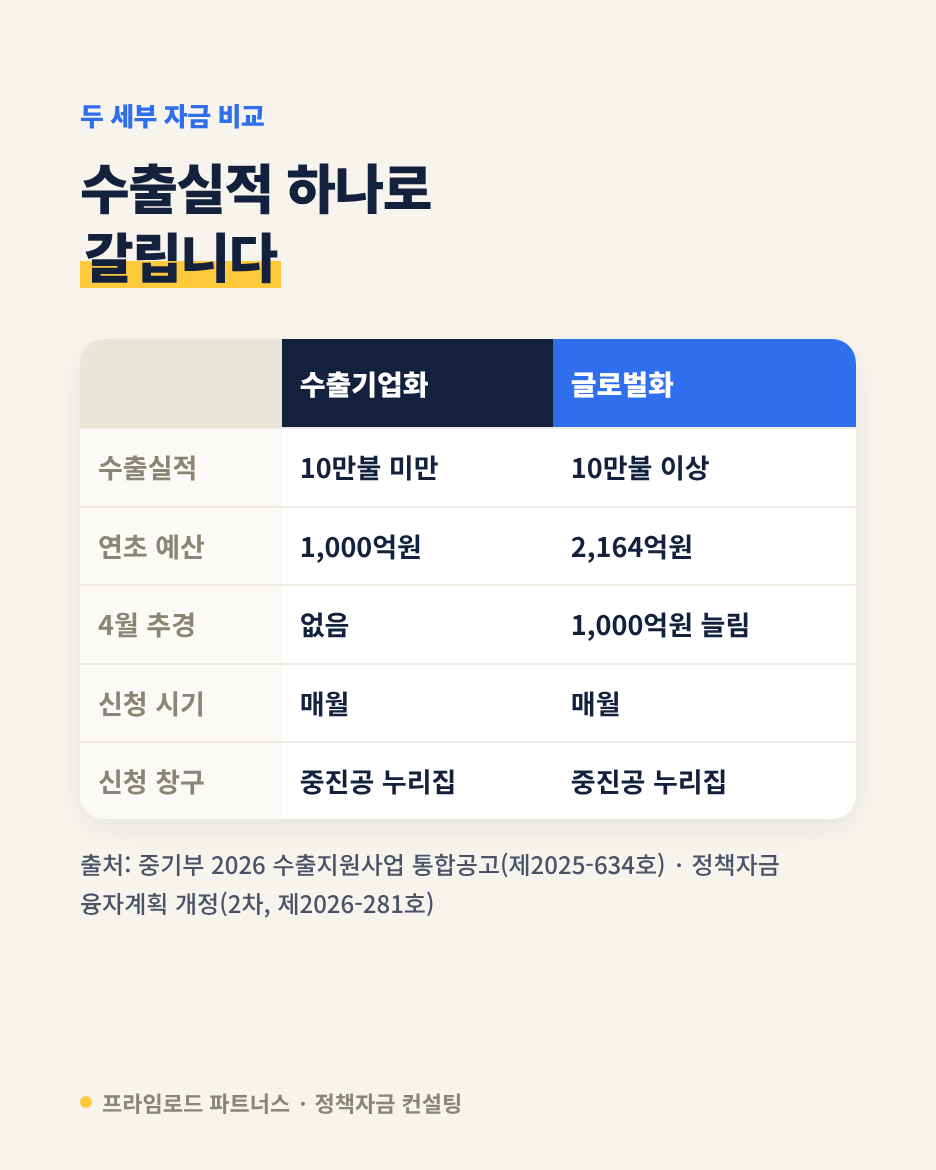 두 세부 자금 비교
수출실적 하나로
갈립니다
수출기업화 글로벌화
수출실적 10만불 미만 10만불 이상
연초 예산 1,000억원 2,164억원
4월 추경 없음 1,000억원 늘림
신청 시기 매월 매월
신청 창구 중진공 누리집 중진공 누리집
출처: 중기부 2026 수출지원사업 통합공고(제2025-634호) · 정책자금
융자계획 개정(2차, 제2026-281호)
프라임로드 파트너스 · 정책자금 컨설팅